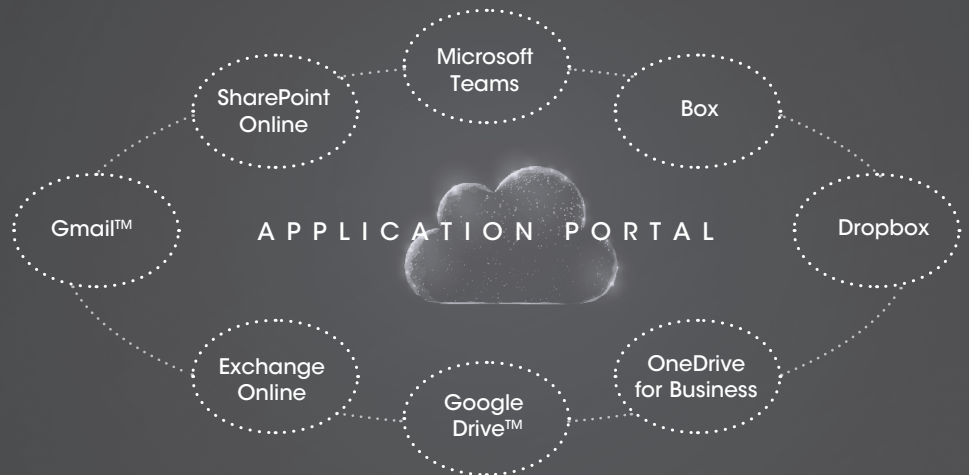 Microsoft
Teams
SharePoint
Online
Box
Gmail™
APPLICATION PORTAL
Dropbox
Exchange
Online
OneDrive
for Business
Google
Drive™